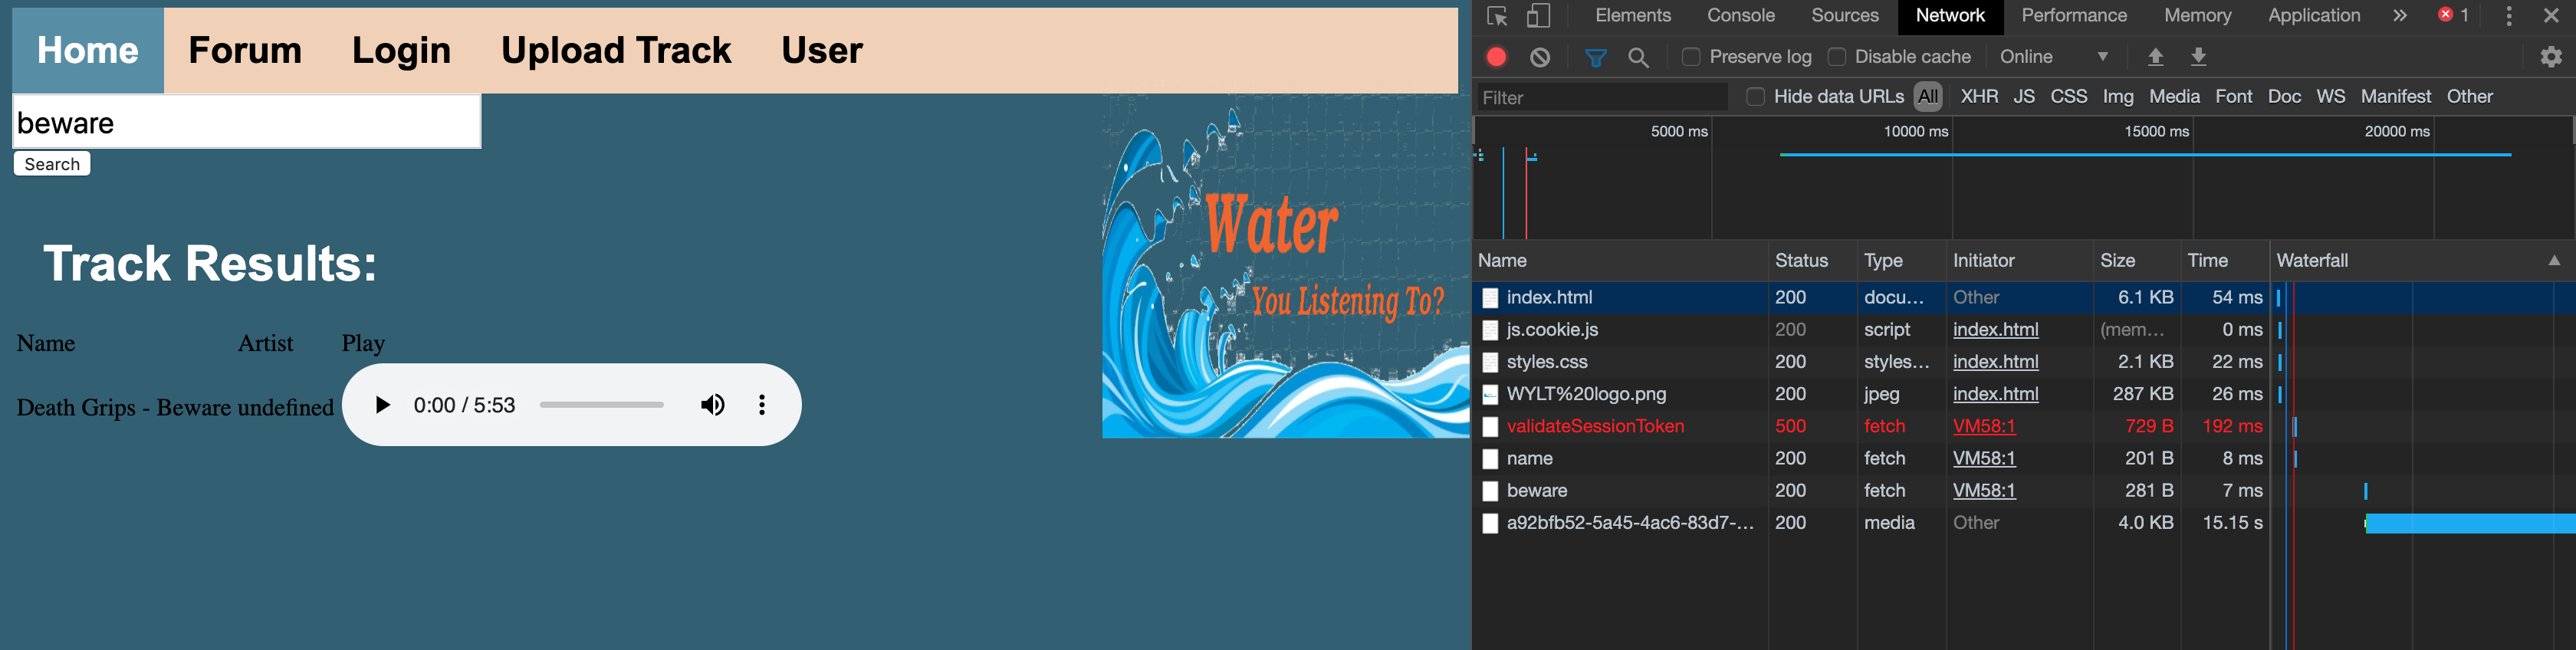 Home Forum Login Upload Track User
beware
Search
Water
You Listening To?
Track Results:
Name Artist Play
Death Grips - Beware undefined 0:00 / 5:53
Elements Console Sources Network Performance Memory Application » 1
Preserve log Disable cache Online
Filter Hide data URLs All XHR JS CSS Img Media Font Doc WS Manifest Other
5000 ms 10000 ms 15000 ms 20000 ms
Name Status Type Initiator Size Time Waterfall
index.html 200 docu... Other 6.1 KB 54 ms
js.cookie.js 200 script index.html (mem... 0 ms
styles.css 200 styles... index.html 2.1 KB 22 ms
WYLT%20logo.png 200 jpeg index.html 287 KB 26 ms
validateSessionToken 500 fetch VM58:1 729 B 192 ms
name 200 fetch VM58:1 201 B 8 ms
beware 200 fetch VM58:1 281 B 7 ms
a92bfb52-5a45-4ac6-83d7-... 200 media Other 4.0 KB 15.15 s